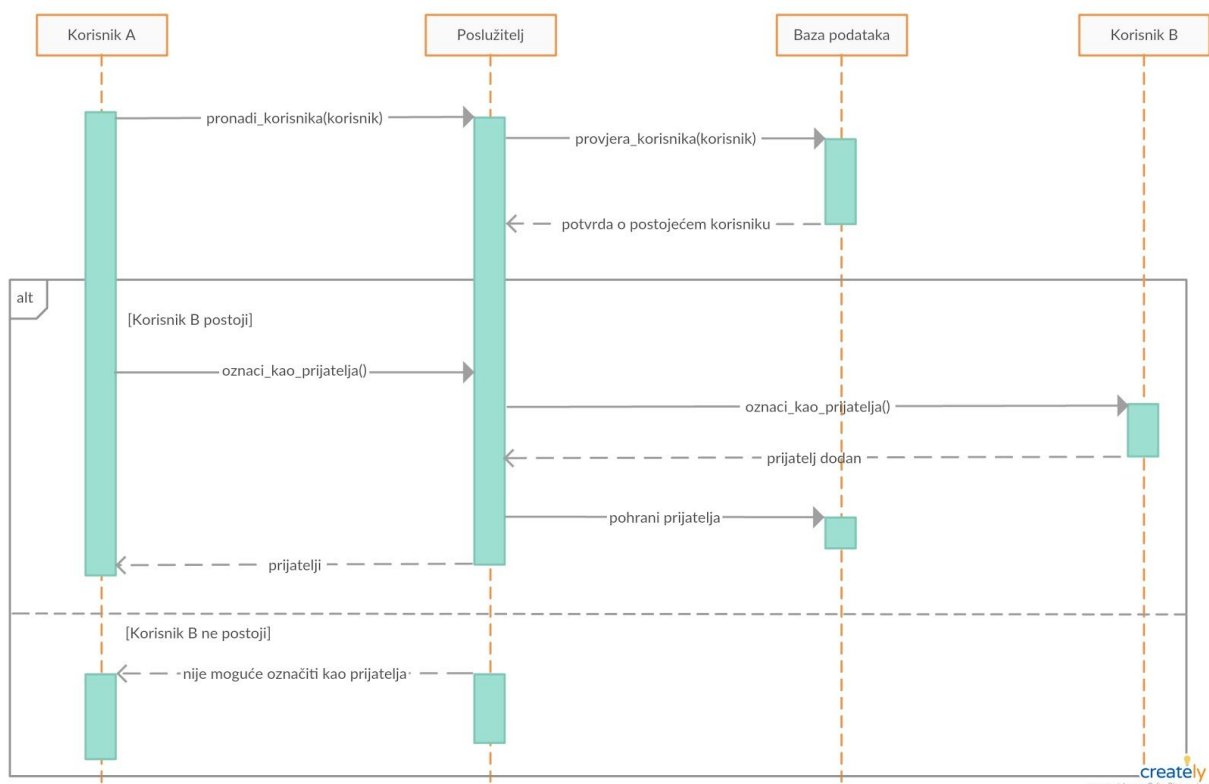 Korisnik A
Poslužitelj
Baza podataka
Korisnik B
pronadi_korisnika(korisnik)
provjera_korisnika(korisnik)
potvrda o postojećem korisniku
alt
[Korisnik B postoji]
oznaci_kao_prijatelja()
oznaci_kao_prijatelja()
prijatelj dodan
pohrani prijatelja
prijatelji
[Korisnik B ne postoji]
nije moguće označiti kao prijatelja
creately